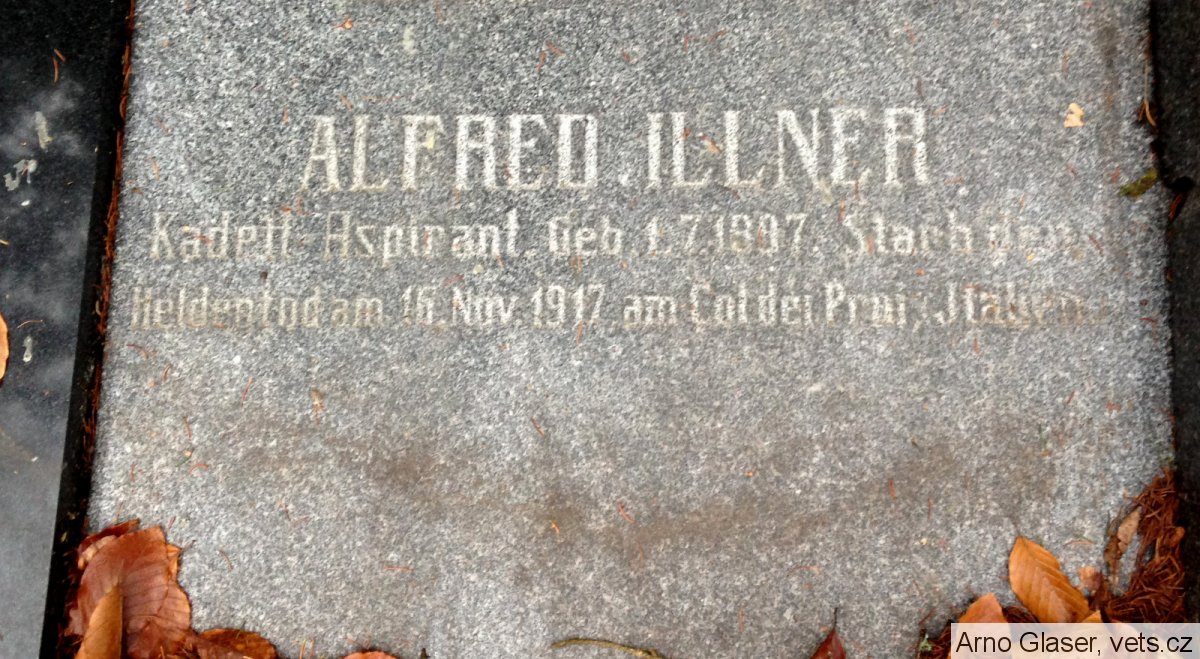 ALFRED ILLNER
Kadett-Aspirant. Geb. 1.7.1897. Starb den
Heldentod am 16. Nov. 1917, am Col dei Prui, Italien.
Arno Glaser, vets.cz